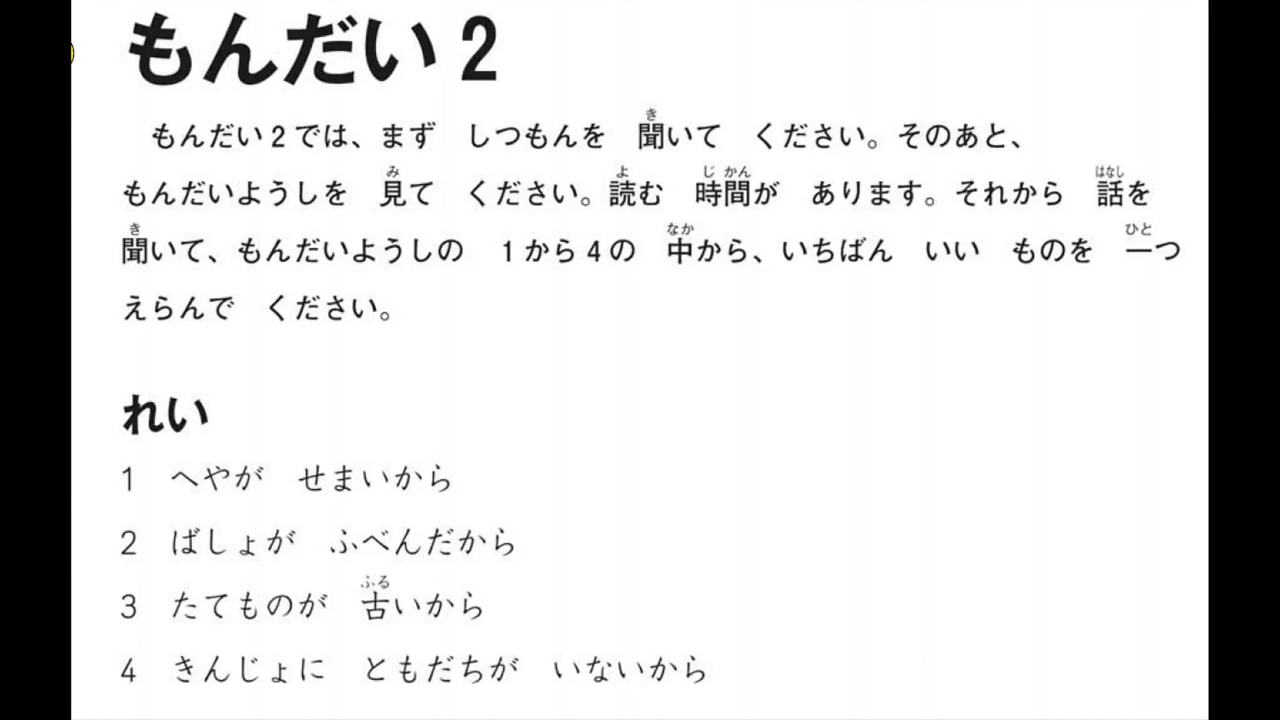 もんだい2
もんだい2では、まず　しつもんを　聞いて　ください。そのあと、
もんだいようしを　見て　ください。読む　時間が　あります。それから　話を
聞いて、もんだいようしの　1から4の　中から、いちばん　いい　ものを　一つ
えらんで　ください。
れい
1　へやが　せまいから
2　ばしょが　ふべんだから
3　たてものが　古いから
4　きんじょに　ともだちが　いないから